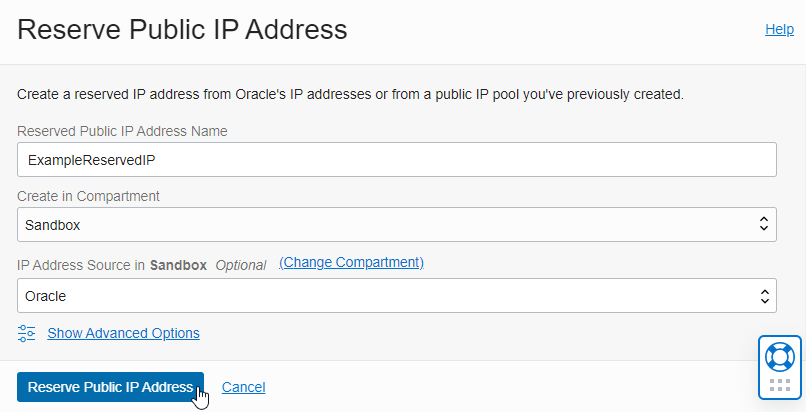 Reserve Public IP Address
Help
Create a reserved IP address from Oracle's IP addresses or from a public IP pool you've previously created.
Reserved Public IP Address Name
ExampleReservedIP
Create in Compartment
Sandbox
IP Address Source in Sandbox Optional (Change Compartment)
Oracle
Show Advanced Options
Reserve Public IP Address Cancel